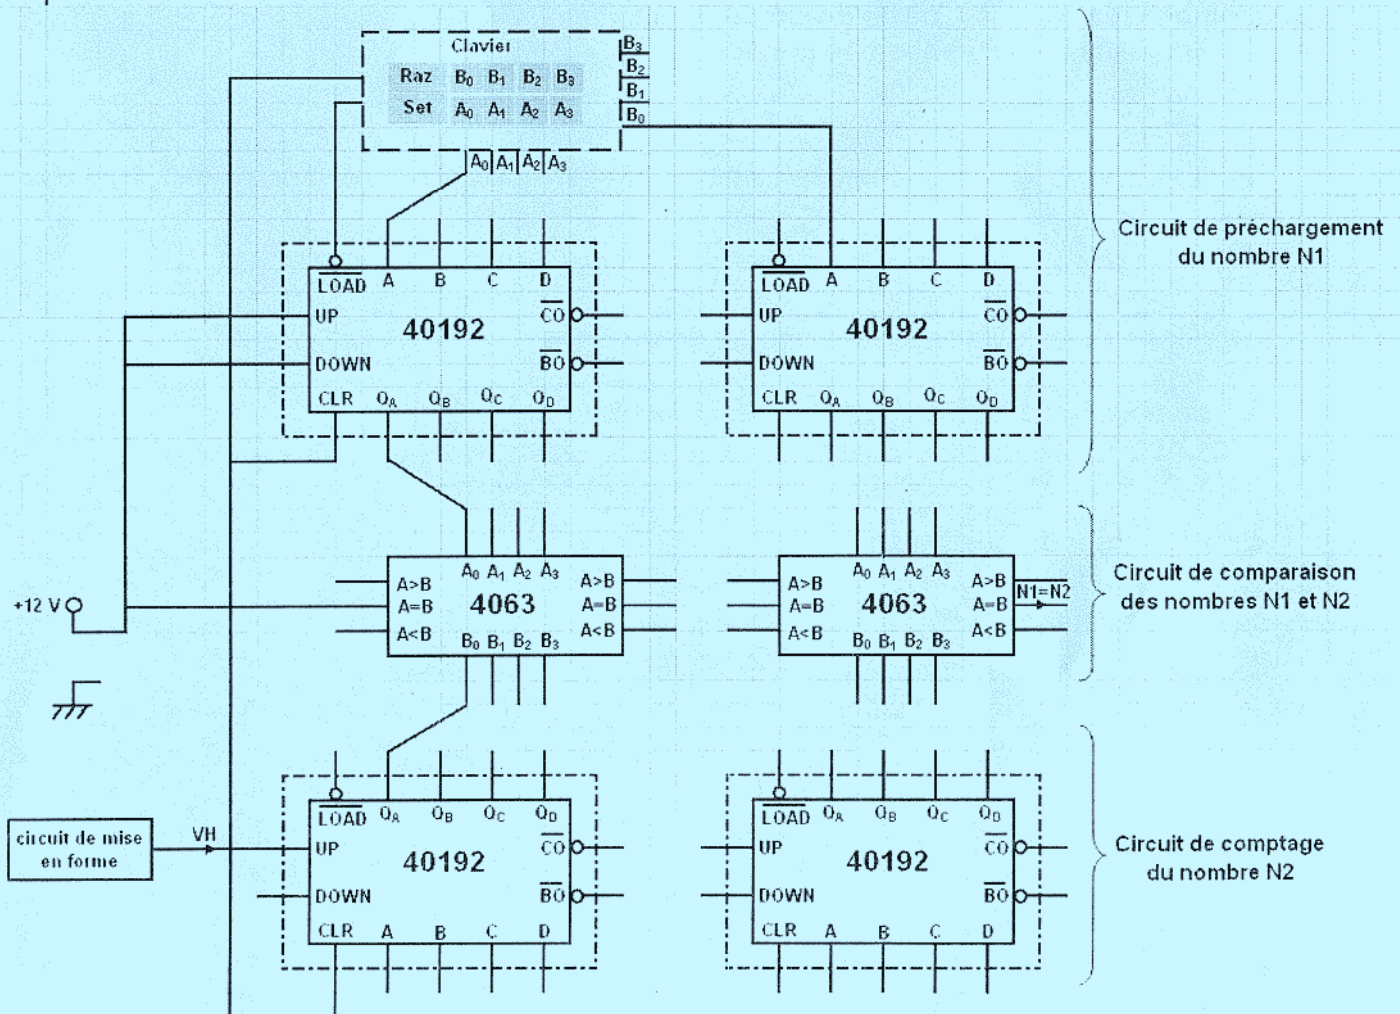 Clavier
Raz B0 B1 B2 B3
Set A0 A1 A2 A3
B3
B2
B1
B0
A0 A1 A2 A3
LOAD A B C D
UP
40192
CO
DOWN
BO
CLR QA QB QC QD
LOAD A B C D
UP
40192
CO
DOWN
BO
CLR QA QB QC QD
Circuit de préchargement
du nombre N1
+12 V
A0 A1 A2 A3
A>B
A=B
A<B
4063
A>B
A=B
A<B
B0 B1 B2 B3
A0 A1 A2 A3
A>B
A=B
A<B
4063
A>B
A=B
A<B
N1=N2
B0 B1 B2 B3
Circuit de comparaison
des nombres N1 et N2
circuit de mise
en forme
VH
LOAD QA QB QC QD
UP
40192
CO
DOWN
BO
CLR A B C D
LOAD QA QB QC QD
UP
40192
CO
DOWN
BO
CLR A B C D
Circuit de comptage
du nombre N2